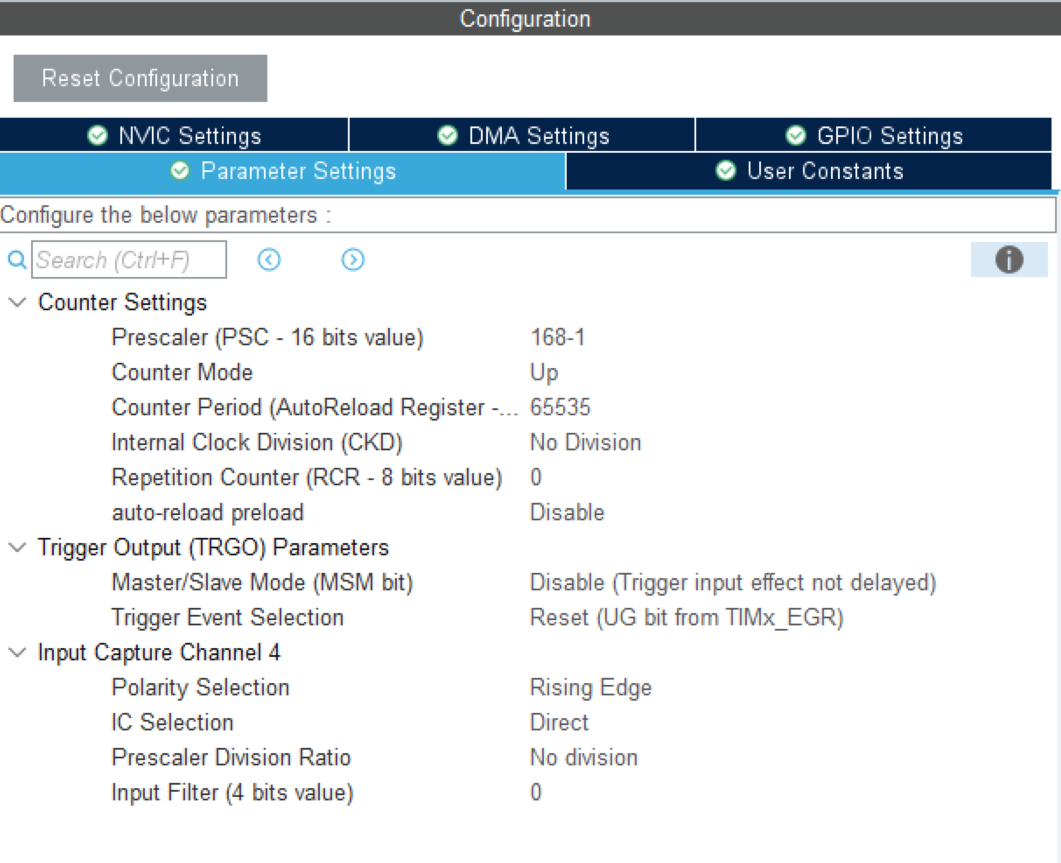 Configuration
Reset Configuration
NVIC Settings DMA Settings GPIO Settings
Parameter Settings User Constants
Configure the below parameters :
Search (Ctrl+F)
Counter Settings
Prescaler (PSC - 16 bits value) 168-1
Counter Mode Up
Counter Period (AutoReload Register -... 65535
Internal Clock Division (CKD) No Division
Repetition Counter (RCR - 8 bits value) 0
auto-reload preload Disable
Trigger Output (TRGO) Parameters
Master/Slave Mode (MSM bit) Disable (Trigger input effect not delayed)
Trigger Event Selection Reset (UG bit from TIMx_EGR)
Input Capture Channel 4
Polarity Selection Rising Edge
IC Selection Direct
Prescaler Division Ratio No division
Input Filter (4 bits value) 0